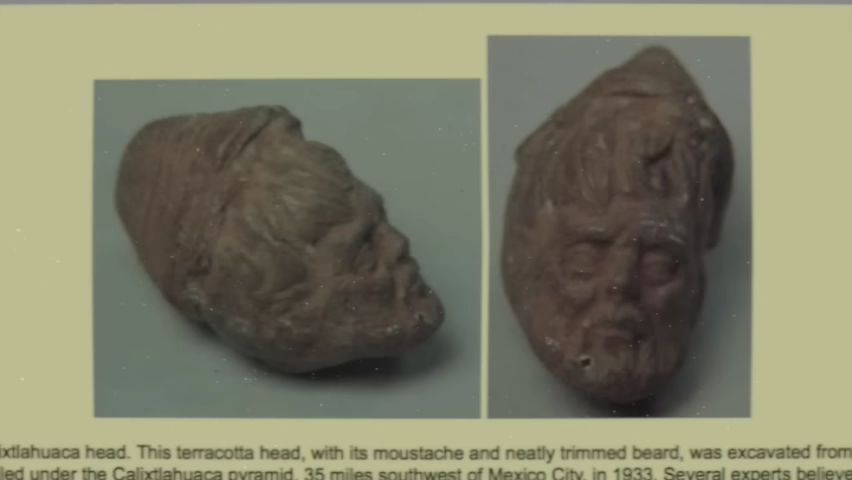 ixtlahuaca head. This terracotta head, with its moustache and neatly trimmed beard, was excavated from
led under the Calixtlahuaca pyramid, 35 miles southwest of Mexico City, in 1933. Several experts believe